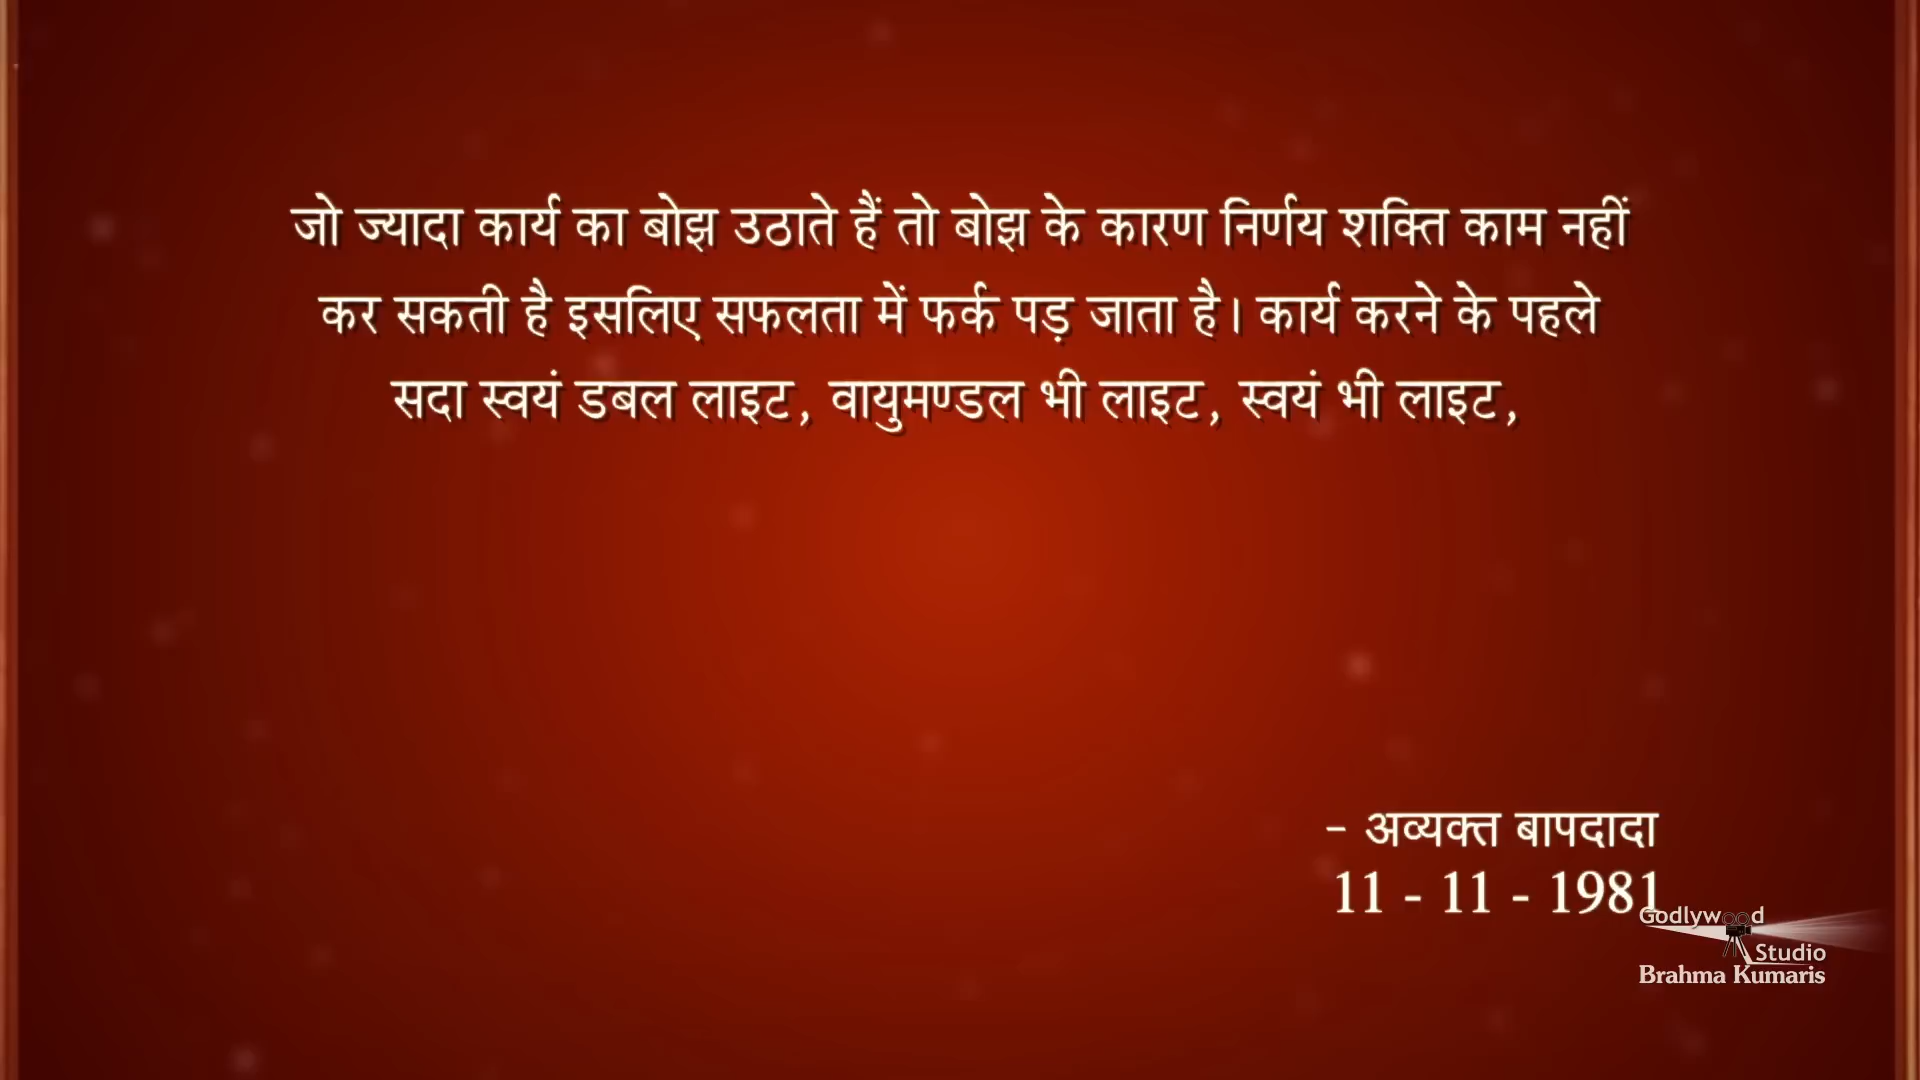 जो ज्यादा कार्य का बोझ उठाते हैं तो बोझ के कारण निर्णय शक्ति काम नहीं
कर सकती है इसलिए सफलता में फर्क पड़ जाता है। कार्य करने के पहले
सदा स्वयं डबल लाइट, वायुमण्डल भी लाइट, स्वयं भी लाइट,
- अव्यक्त बापदादा
11 - 11 - 1981
Godlywood
Studio
Brahma Kumaris